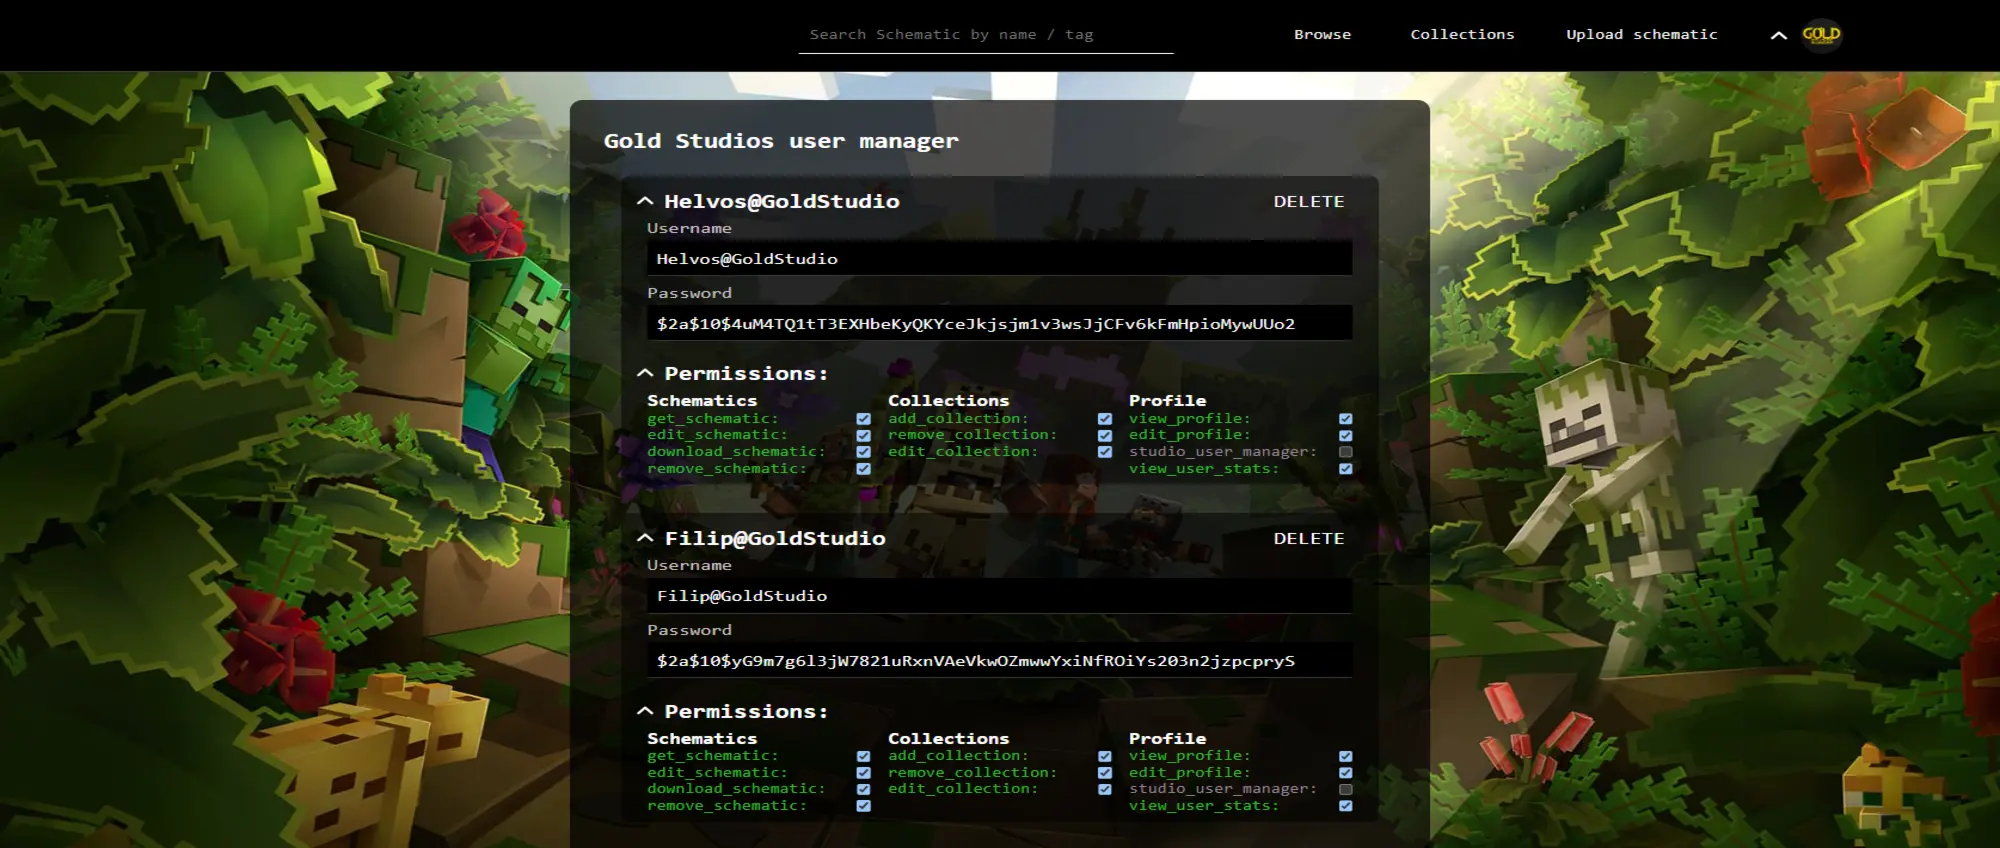 Search Schematic by name / tag
Browse
Collections
Upload schematic
GOLD
Gold Studios user manager
Helvos@GoldStudio
DELETE
Username
Helvos@GoldStudio
Password
$2a$10$4uM4TQ1tT3EXHbeKyQKYceJkjsjm1v3wsJjCFv6kFmHpioMywUUo2
Permissions:
Schematics
get_schematic:
edit_schematic:
download_schematic:
remove_schematic:
Collections
add_collection:
remove_collection:
edit_collection:
Profile
view_profile:
edit_profile:
studio_user_manager:
view_user_stats:
Filip@GoldStudio
DELETE
Username
Filip@GoldStudio
Password
$2a$10$yG9m7g6l3jW7821uRxnVAeVkwOZmwwYxiNfROiYs203n2jzpcpryS
Permissions:
Schematics
get_schematic:
edit_schematic:
download_schematic:
remove_schematic:
Collections
add_collection:
remove_collection:
edit_collection:
Profile
view_profile:
edit_profile:
studio_user_manager:
view_user_stats: